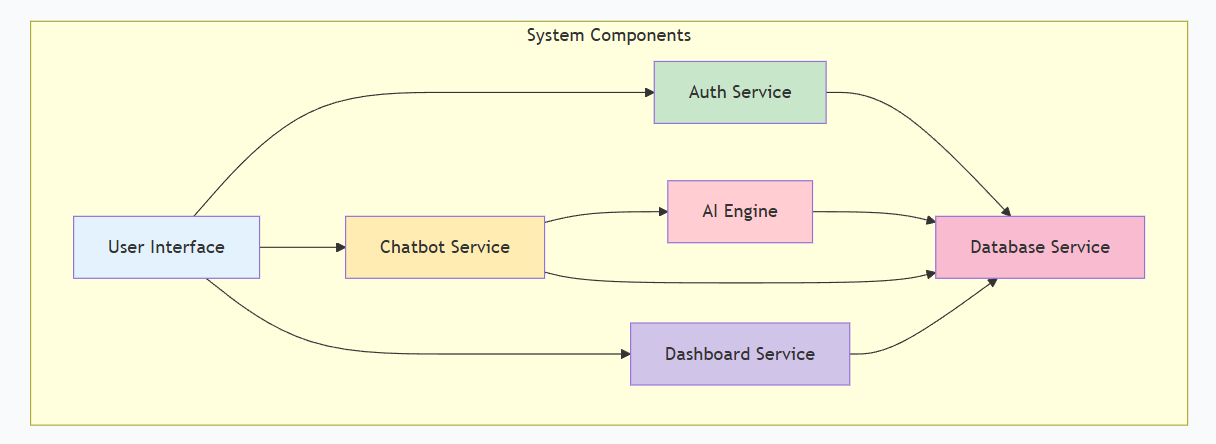 System Components
Auth Service
AI Engine
User Interface
Chatbot Service
Database Service
Dashboard Service